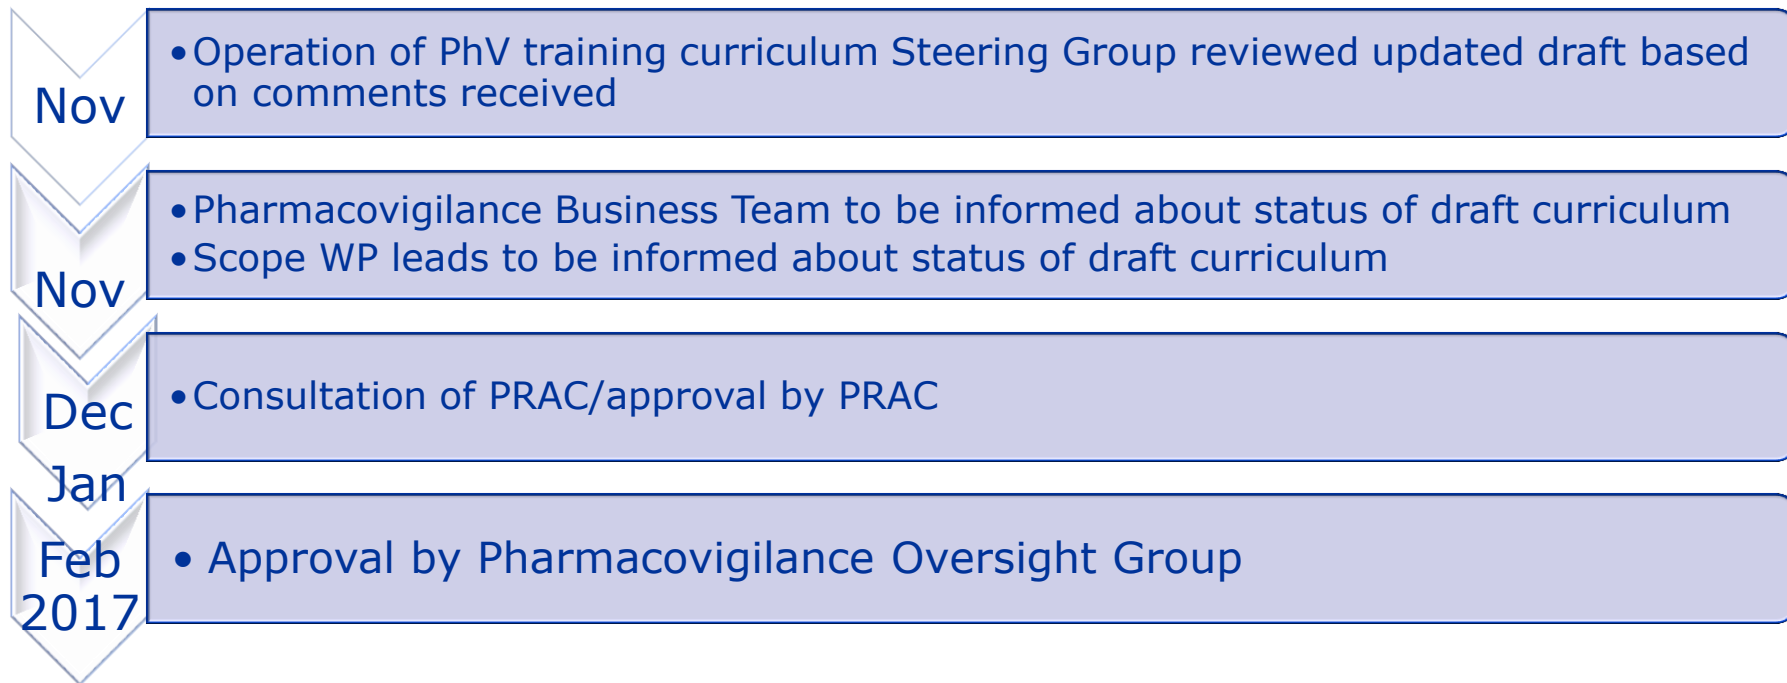 Nov
•Operation of PhV training curriculum Steering Group reviewed updated draft based
on comments received
Nov
•Pharmacovigilance Business Team to be informed about status of draft curriculum
•Scope WP leads to be informed about status of draft curriculum
Dec
Jan
•Consultation of PRAC/approval by PRAC
Feb
2017
• Approval by Pharmacovigilance Oversight Group